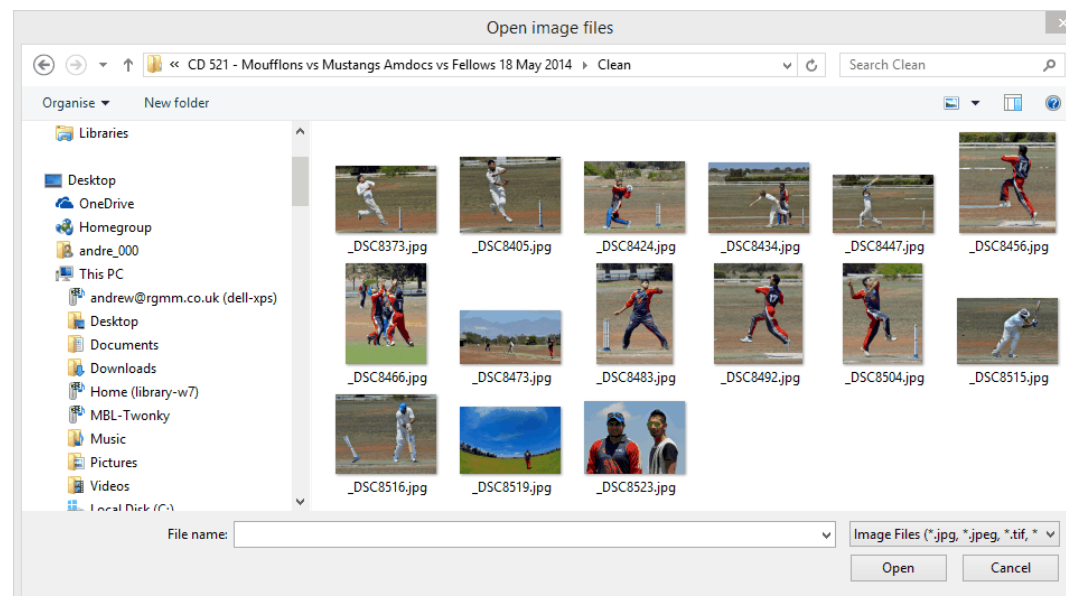 Open image files
« CD 521 - Moufflons vs Mustangs Amdocs vs Fellows 18 May 2014 Clean
Search Clean
Organise New folder
Libraries
Desktop
OneDrive
Homegroup
andre_000
This PC
andrew@rgmm.co.uk (dell-xps)
Desktop
Documents
Downloads
Home (library-w7)
MBL-Twonky
Music
Pictures
Videos
Local Disk (C:)
_DSC8373.jpg _DSC8405.jpg _DSC8424.jpg _DSC8434.jpg _DSC8447.jpg _DSC8456.jpg
_DSC8466.jpg _DSC8473.jpg _DSC8483.jpg _DSC8492.jpg _DSC8504.jpg _DSC8515.jpg
_DSC8516.jpg _DSC8519.jpg _DSC8523.jpg
File name:
Image Files (*.jpg, *.jpeg, *.tif, *
Open Cancel